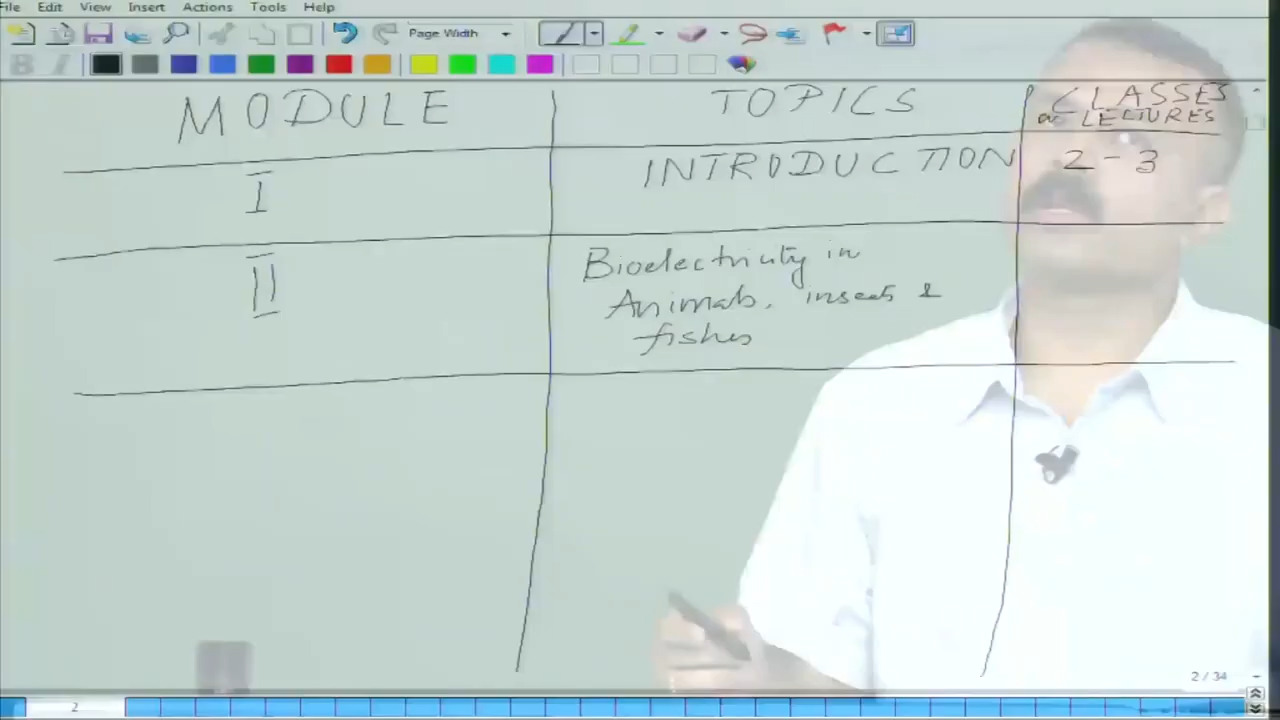 File Edit View Insert Actions Tools Help
Page Width
MODULE TOPICS CLASSES
or LECTURES
I INTRODUCTION 2-3
II Bioelectricity in
Animals, insects &
fishes
2 / 34
2